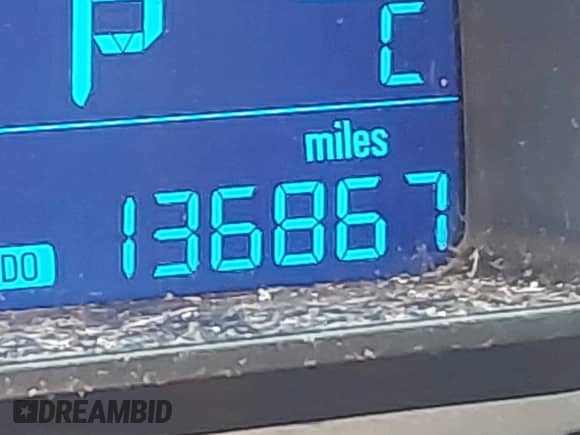 P
C
miles
136867
DO
DREAMBID